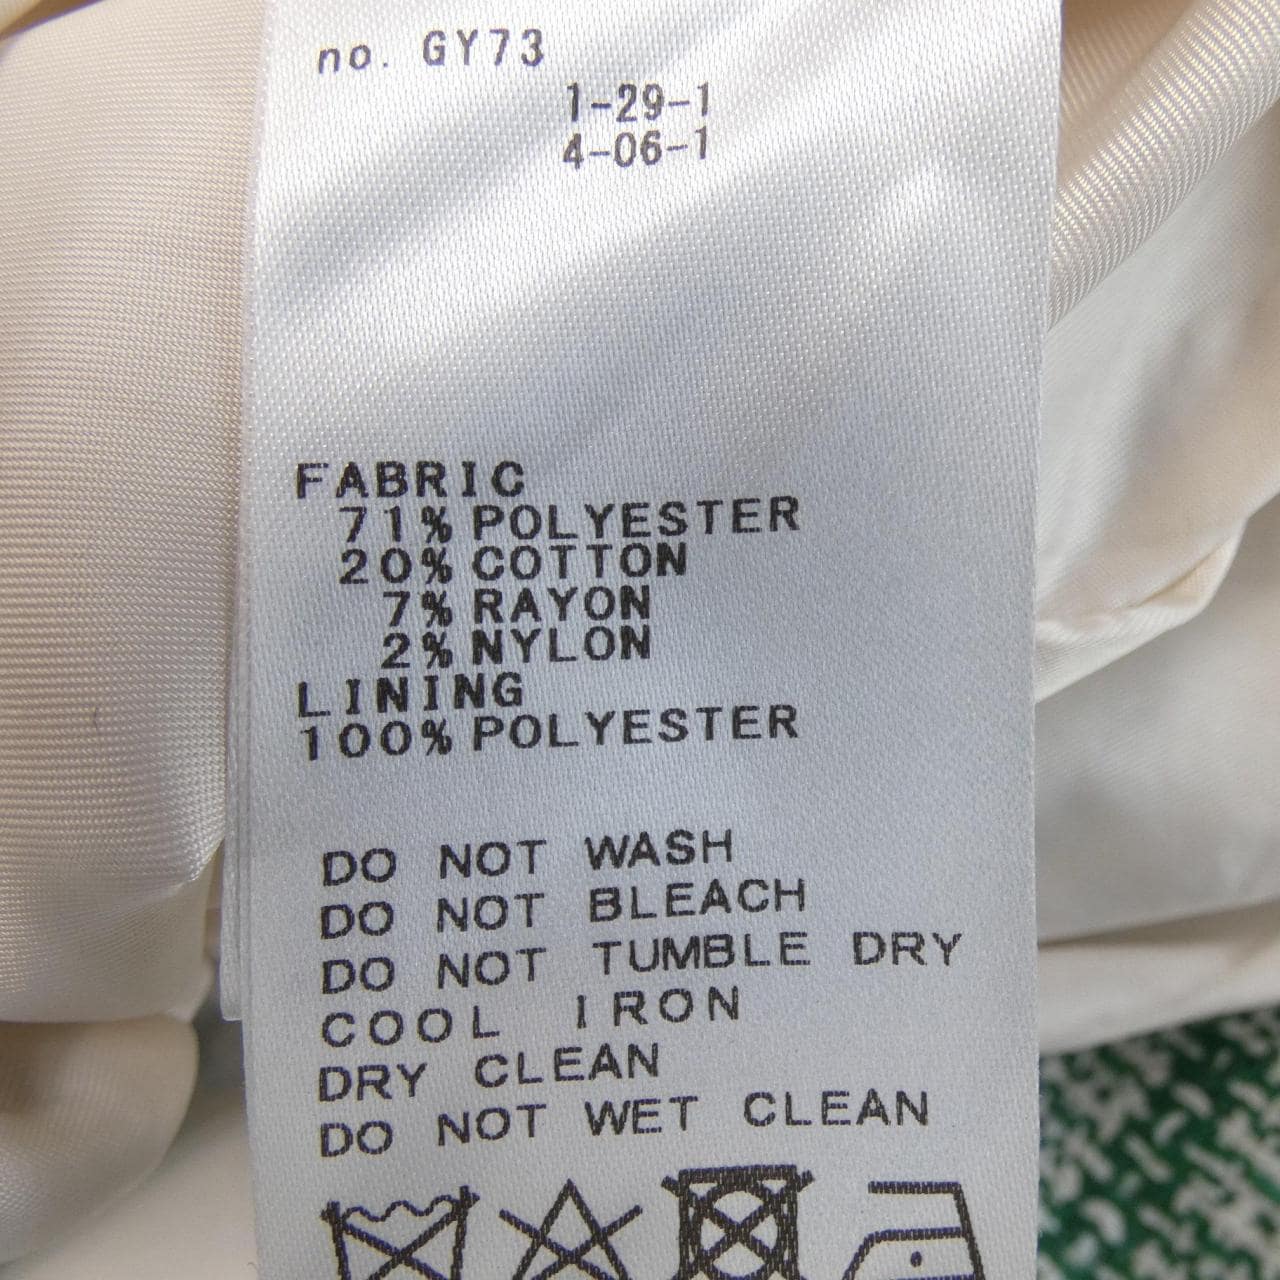 no. GY73
1-29-1
4-06-1
FABRIC
71% POLYESTER
20% COTTON
7% RAYON
2% NYLON
LINING
100% POLYESTER
DO NOT WASH
DO NOT BLEACH
DO NOT TUMBLE DRY
COOL IRON
DRY CLEAN
DO NOT WET CLEAN